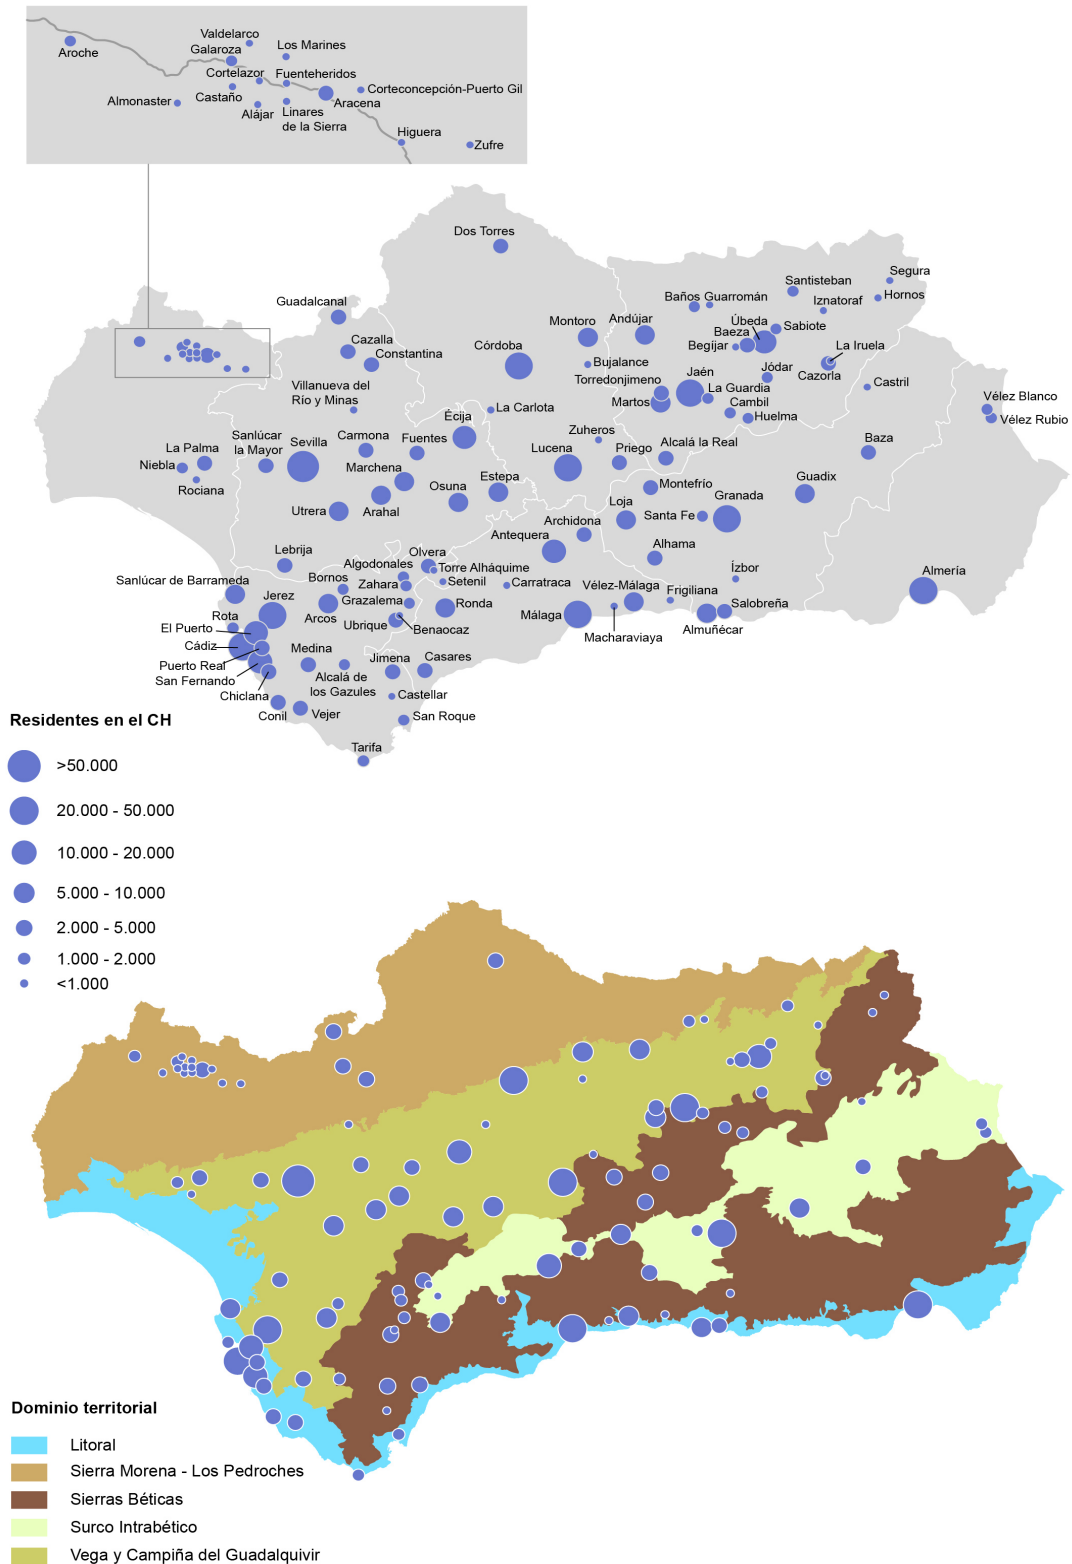 Valdelarco
Galaroza
Los Marines
Aroche
Cortelazor
Fuenteheridos
Corteconcepción-Puerto Gil
Castaño
Almonaster
Alájar
Linares
de la Sierra
Aracena
Higuera
Zufre
Dos Torres
Segura
Santisteban
Hornos
Guadalcanal
Baños
Guarromán
Iznatoraf
Montoro
Andújar
Úbeda
Sabiote
Baeza
Cazalla
Córdoba
Begíjar
La Iruela
Constantina
Bujalance
Jódar
Cazorla
Torredonjimeno
Jaén
La Guardia
Castril
Villanueva del
Río y Minas
Martos
Cambil
Vélez Blanco
La Carlota
Huelma
Vélez Rubio
Écija
Zuheros
Sanlúcar
la Mayor
Sevilla
Carmona
Fuentes
Lucena
Priego
Alcalá la Real
Baza
La Palma
Niebla
Marchena
Estepa
Guadix
Rociana
Osuna
Montefrío
Granada
Utrera
Arahal
Loja
Santa Fe
Archidona
Antequera
Lebrija
Olvera
Alhama
Algodonales
Torre Alháquime
Ízbor
Almería
Sanlúcar de Barrameda
Bornos
Zahara
Setenil
Carratraca
Vélez-Málaga
Frigiliana
Jerez
Grazalema
Ronda
Salobreña
Rota
Arcos
Málaga
El Puerto
Ubrique
Benaocaz
Macharaviaya
Almuñécar
Cádiz
Medina
Jimena
Casares
Puerto Real
San Fernando
Alcalá de
los Gazules
Chiclana
Castellar
Conil
Vejer
San Roque
Tarifa
Residentes en el CH
>50.000
20.000 - 50.000
10.000 - 20.000
5.000 - 10.000
2.000 - 5.000
1.000 - 2.000
<1.000
Dominio territorial
Litoral
Sierra Morena - Los Pedroches
Sierras Béticas
Surco Intrabético
Vega y Campiña del Guadalquivir